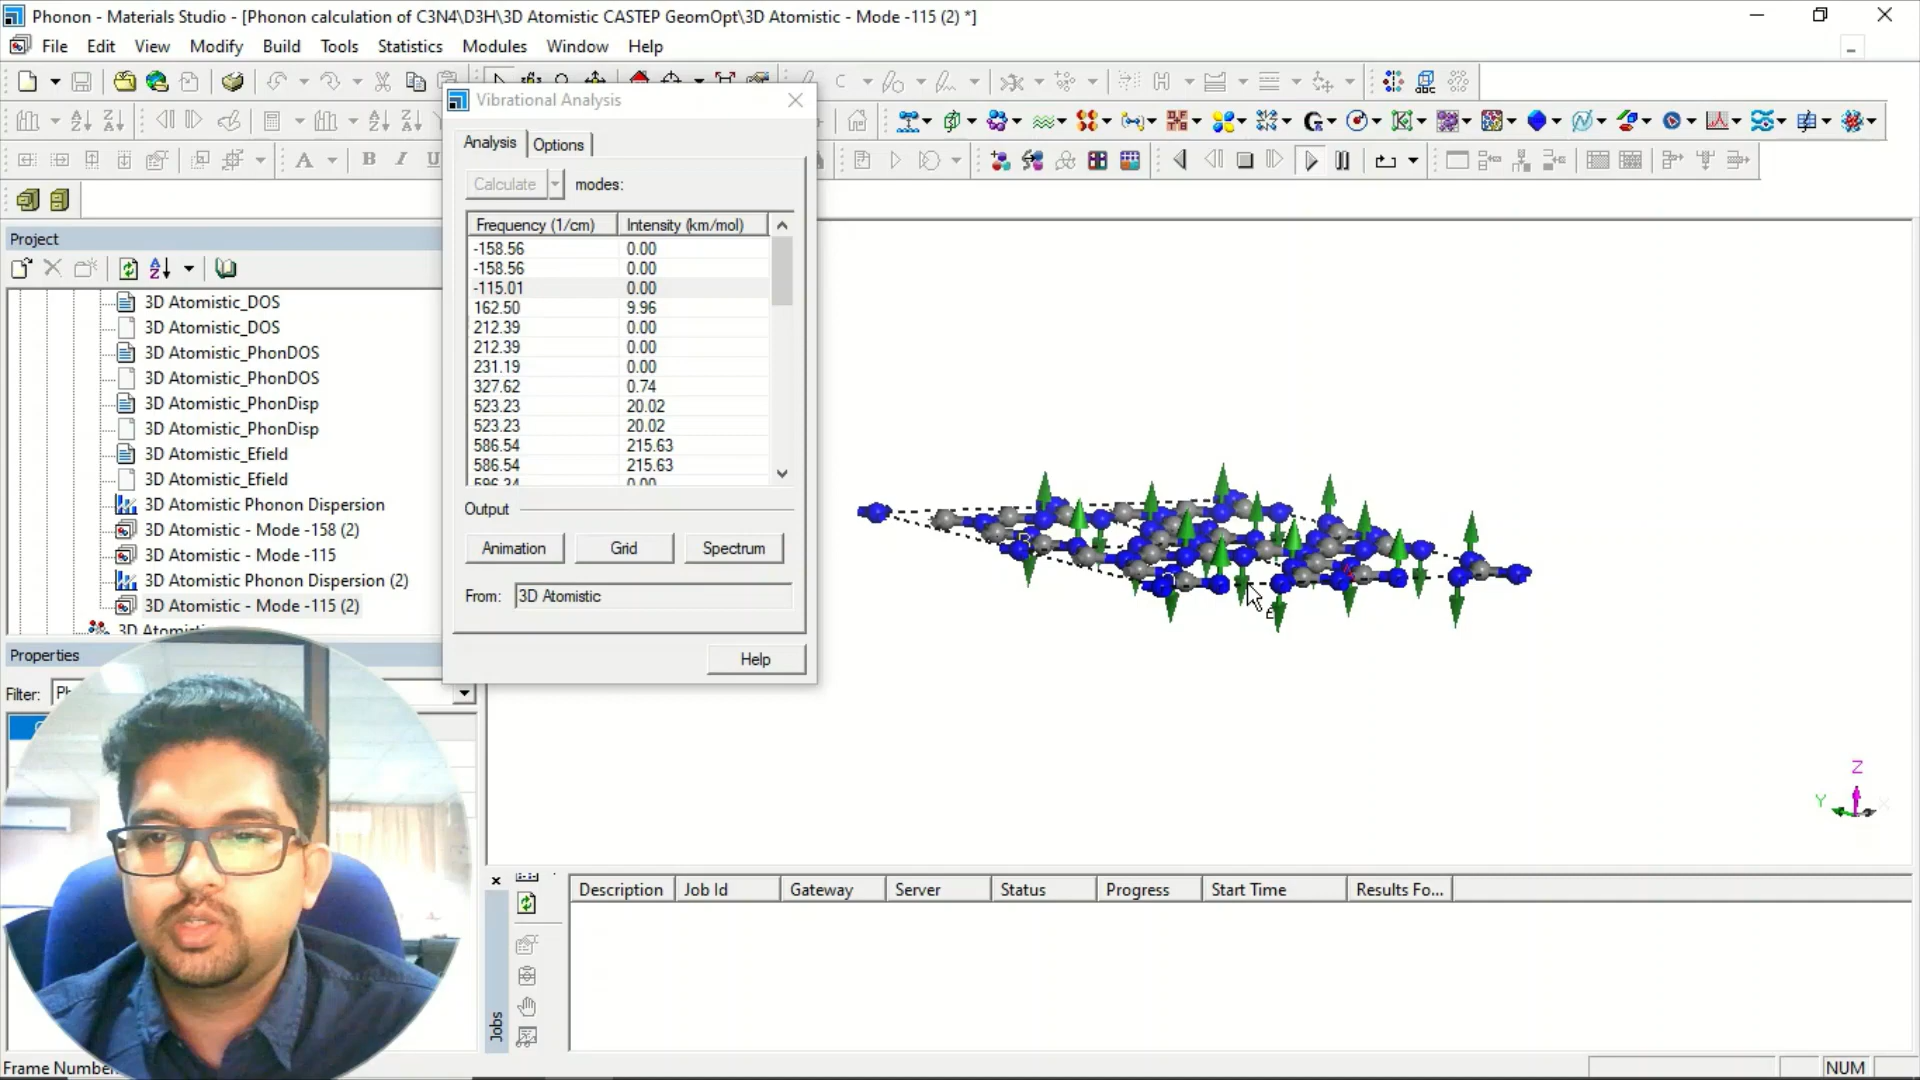 Phonon - Materials Studio - [Phonon calculation of C3N4\D3H\3D Atomistic CASTEP GeomOpt\3D Atomistic - Mode -115 (2) *]
File Edit View Modify Build Tools Statistics Modules Window Help
Vibrational Analysis
Analysis Options
Calculate modes:
Frequency (1/cm) Intensity (km/mol)
-158.56 0.00
-158.56 0.00
-115.01 0.00
162.50 9.96
212.39 0.00
212.39 0.00
231.19 0.00
327.62 0.74
523.23 20.02
523.23 20.02
586.54 215.63
586.54 215.63
596.34 0.00
Output
Animation Grid Spectrum
From: 3D Atomistic
Help
Project
3D Atomistic_DOS
3D Atomistic_DOS
3D Atomistic_PhonDOS
3D Atomistic_PhonDOS
3D Atomistic_PhonDisp
3D Atomistic_PhonDisp
3D Atomistic_Efield
3D Atomistic_Efield
3D Atomistic Phonon Dispersion
3D Atomistic - Mode -158 (2)
3D Atomistic - Mode -115
3D Atomistic Phonon Dispersion (2)
3D Atomistic - Mode -115 (2)
Properties
Filter:
Z
Y
Description Job Id Gateway Server Status Progress Start Time Results Fo...
Jobs
Frame Number
NUM